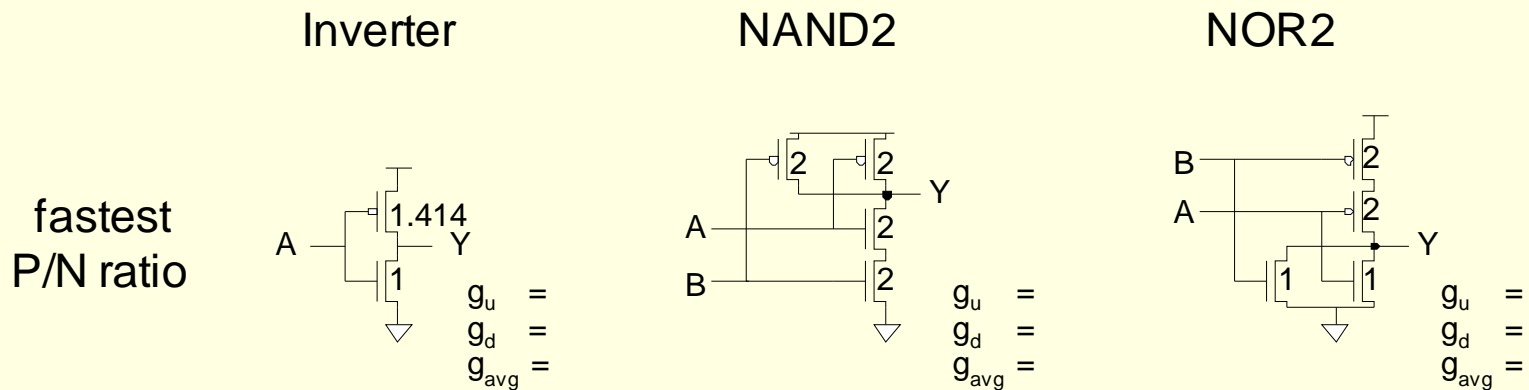 Inverter
NAND2
NOR2
fastest
P/N ratio
A
1.414
1
Y
g_u =
g_d =
g_avg =
2
2
Y
A
2
B
2
g_u =
g_d =
g_avg =
B
2
A
2
Y
1
1
g_u =
g_d =
g_avg =